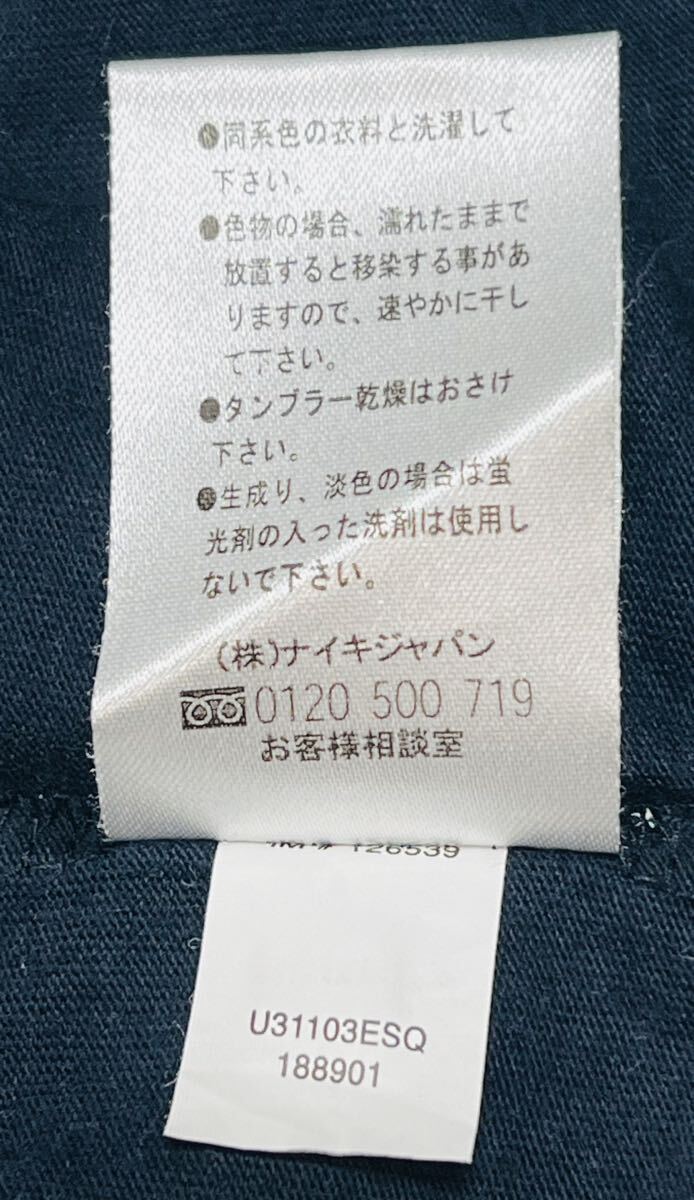 ●同系色の衣料と洗濯して
下さい。
●色物の場合、濡れたままで
放置すると移染する事があ
りますので、速やかに干し
て下さい。
●タンブラー乾燥はおさけ
下さい。
●生成り、淡色の場合は蛍
光剤の入った洗剤は使用し
ないで下さい。
(株)ナイキジャパン
0120 500 719
お客様相談室
126539
U31103ESQ
188901